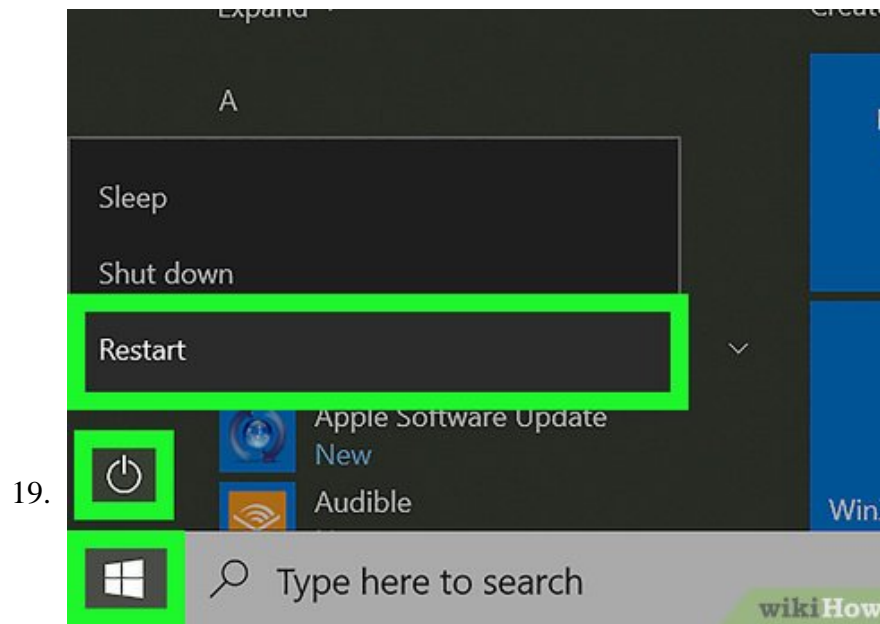 Expand
A
Sleep
Shut down
Restart
Apple Software Update
New
19.
Audible
Type here to search
wikiHow